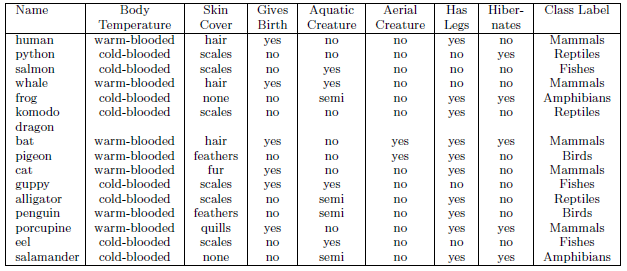 Name Body Skin Gives Aquatic Aerial Has Hiber- Class Label
Temperature Cover Birth Creature Creature Legs nates
human warm-blooded hair yes no no yes no Mammals
python cold-blooded scales no no no no yes Reptiles
salmon cold-blooded scales no yes no no no Fishes
whale warm-blooded hair yes yes no no no Mammals
frog cold-blooded none no semi no yes yes Amphibians
komodo cold-blooded scales no no no yes no Reptiles
dragon
bat warm-blooded hair yes no yes yes yes Mammals
pigeon warm-blooded feathers no no yes yes no Birds
cat warm-blooded fur yes no no yes no Mammals
guppy cold-blooded scales yes yes no no no Fishes
alligator cold-blooded scales no semi no yes no Reptiles
penguin warm-blooded feathers no semi no yes no Birds
porcupine warm-blooded quills yes no no yes yes Mammals
eel cold-blooded scales no yes no no no Fishes
salamander cold-blooded none no semi no yes yes Amphibians